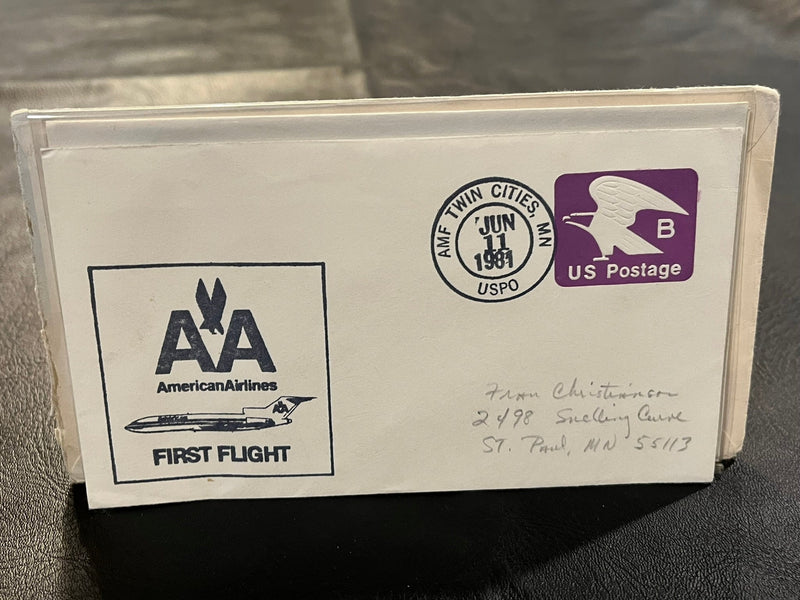 AMF TWIN CITIES, MN
JUN
11
1981
USPO
B
US Postage
AA
AmericanAirlines
FIRST FLIGHT
Fran Christianson
2498 Snelling Curve
ST. Paul, MN 55113